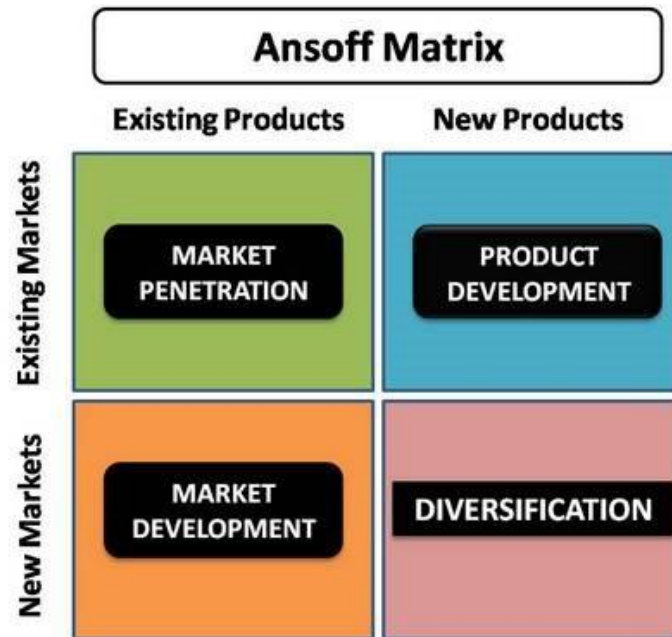 Ansoff Matrix
Existing Products
New Products
Existing Markets
MARKET
PENETRATION
PRODUCT
DEVELOPMENT
New Markets
MARKET
DEVELOPMENT
DIVERSIFICATION